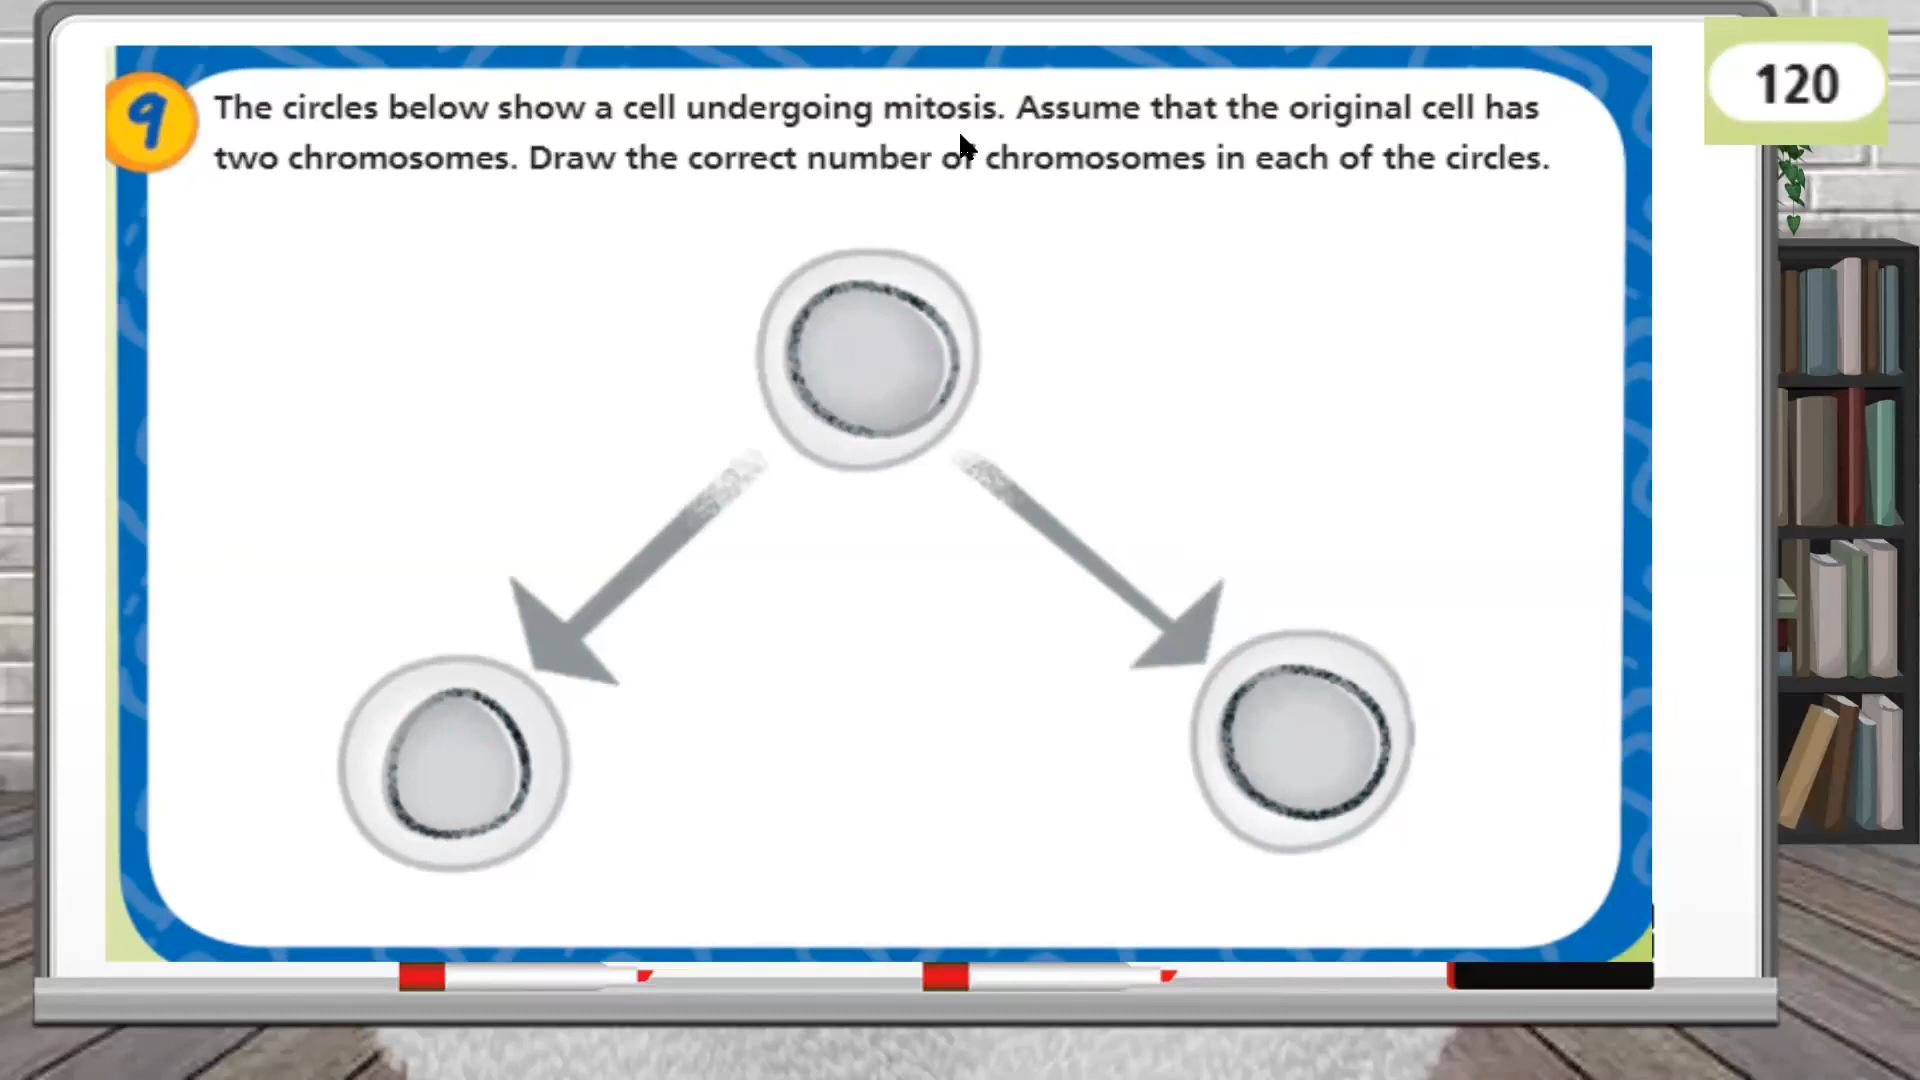 120
9
The circles below show a cell undergoing mitosis. Assume that the original cell has
two chromosomes. Draw the correct number of chromosomes in each of the circles.